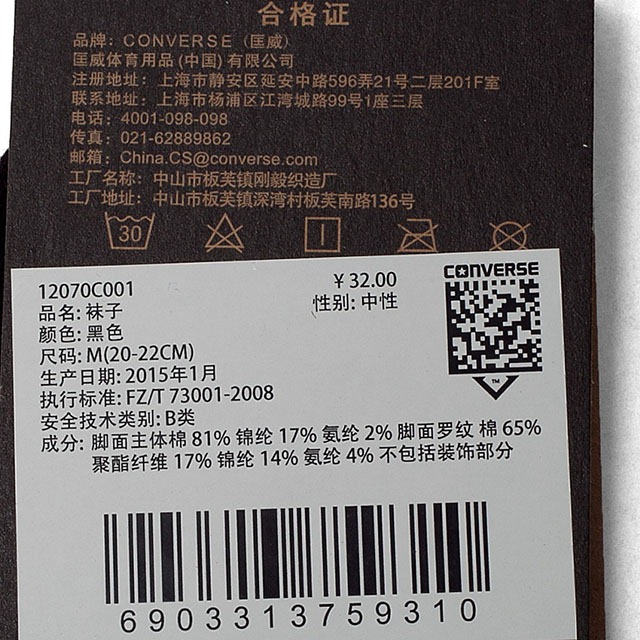 合格证
品牌：CONVERSE（匡威）
匡威体育用品(中国)有限公司
注册地址：上海市静安区延安中路596弄21号二层201F室
联系地址：上海市杨浦区江湾城路99号1座三层
电话：4001-098-098
传真：021-62889862
邮箱：China.CS@converse.com
工厂名称：中山市板芙镇刚毅织造厂
工厂地址：中山市板芙镇深湾村板芙南路136号
30
12070C001 ￥32.00
品名: 袜子 性别: 中性
颜色: 黑色
尺码: M(20-22CM)
生产日期: 2015年1月
执行标准: FZ/T 73001-2008
安全技术类别: B类
成分: 脚面主体棉 81% 锦纶 17% 氨纶 2% 脚面罗纹 棉 65%
聚酯纤维 17% 锦纶 14% 氨纶 4% 不包括装饰部分
CONVERSE
TM
6903313759310